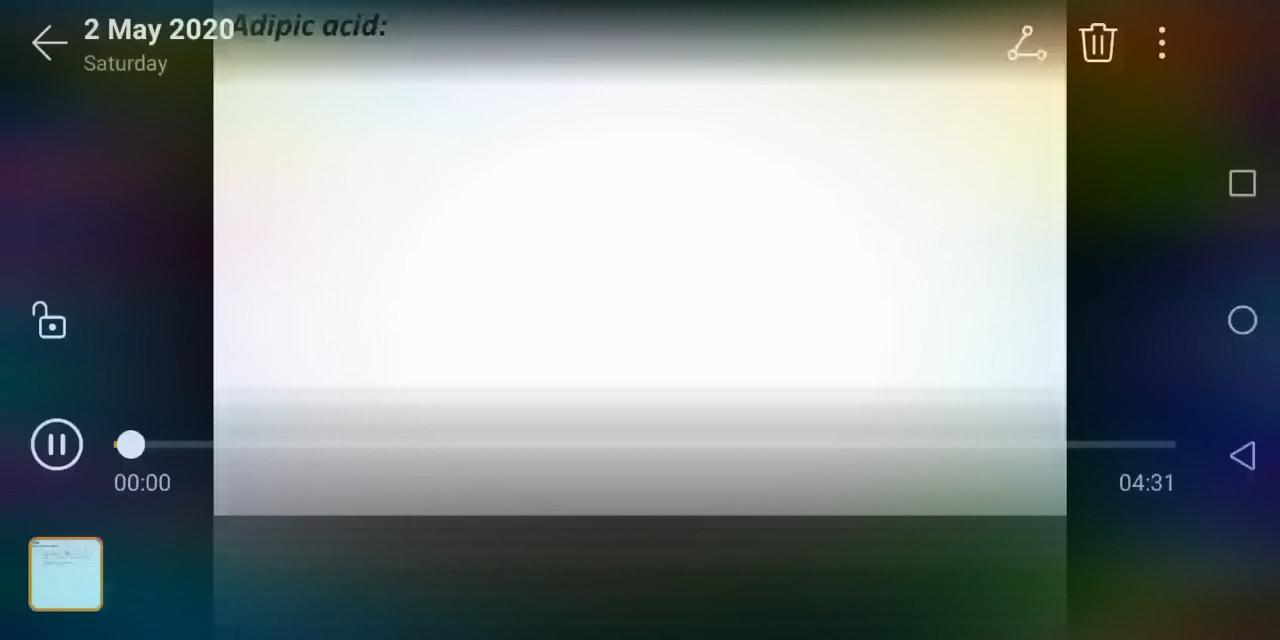 2 May 2020
Adipic acid:
Saturday
00:00
04:31